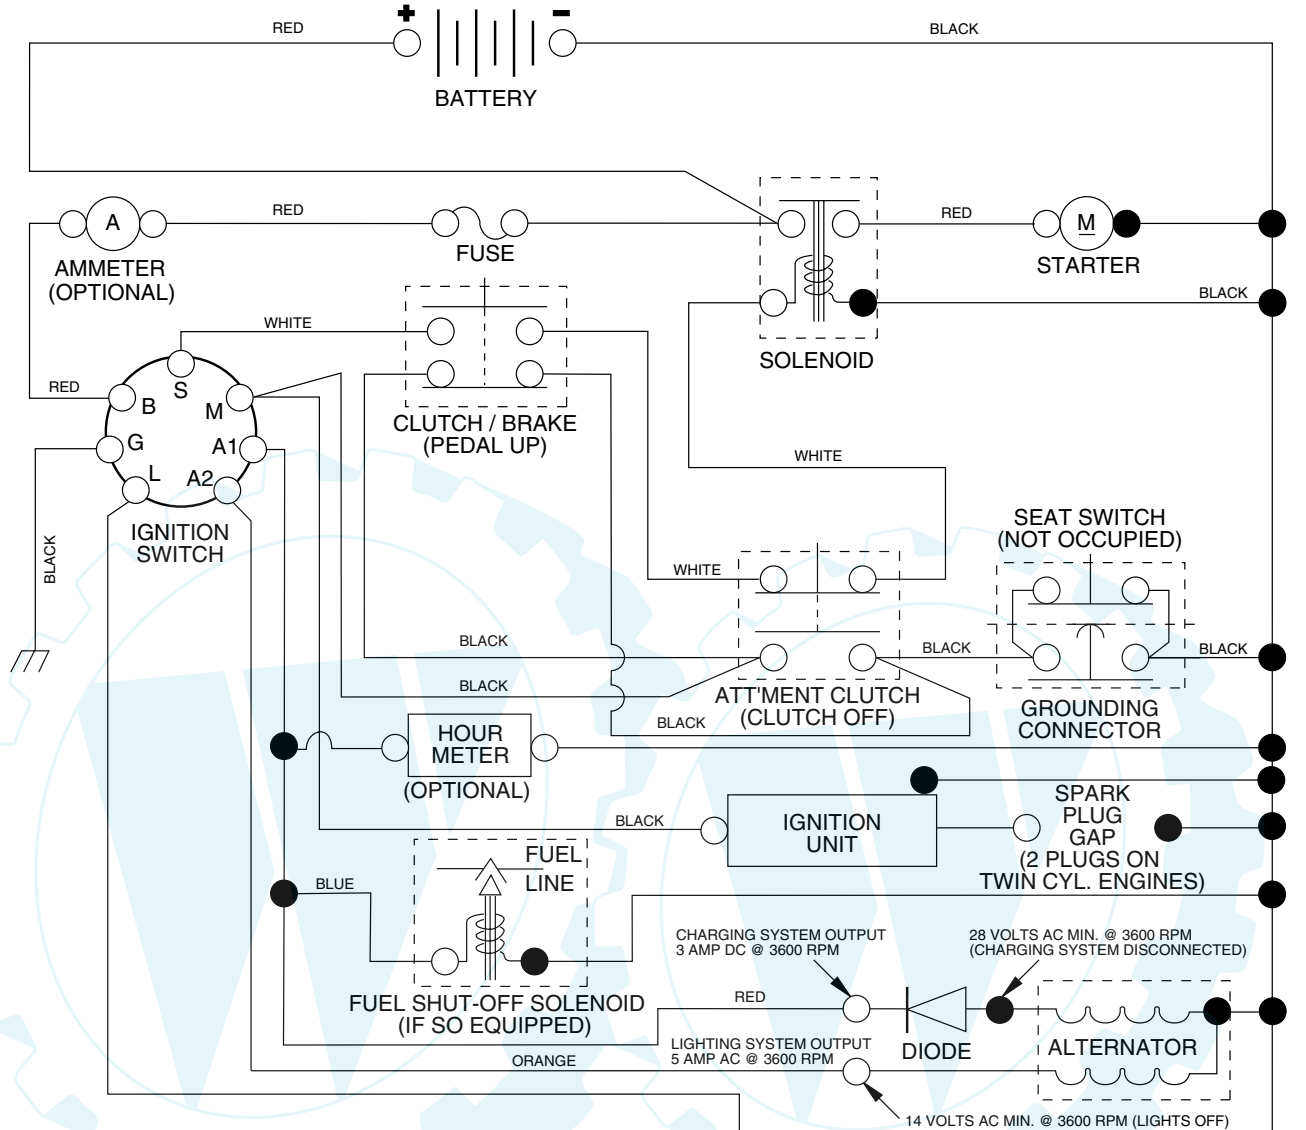 + −
RED
BLACK
BATTERY
A
RED
FUSE
RED
M
AMMETER
(OPTIONAL)
STARTER
BLACK
WHITE
SOLENOID
RED
S
B
M
G
A1
L
A2
CLUTCH / BRAKE
(PEDAL UP)
WHITE
IGNITION
SWITCH
BLACK
SEAT SWITCH
(NOT OCCUPIED)
WHITE
BLACK
BLACK
BLACK
BLACK
BLACK
ATT'MENT CLUTCH
(CLUTCH OFF)
GROUNDING
CONNECTOR
HOUR
METER
(OPTIONAL)
BLACK
IGNITION
UNIT
SPARK
PLUG
GAP
(2 PLUGS ON
TWIN CYL. ENGINES)
BLUE
FUEL
LINE
FUEL SHUT-OFF SOLENOID
(IF SO EQUIPPED)
CHARGING SYSTEM OUTPUT
3 AMP DC @ 3600 RPM
28 VOLTS AC MIN. @ 3600 RPM
(CHARGING SYSTEM DISCONNECTED)
RED
DIODE
ALTERNATOR
LIGHTING SYSTEM OUTPUT
5 AMP AC @ 3600 RPM
ORANGE
14 VOLTS AC MIN. @ 3600 RPM (LIGHTS OFF)